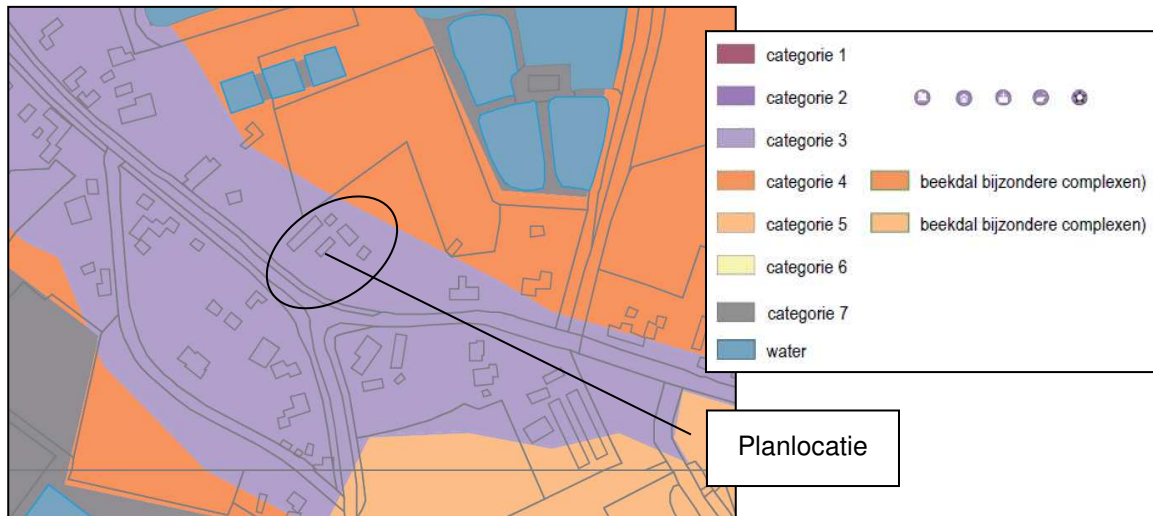 categorie 1
categorie 2
categorie 3
categorie 4 beekdal bijzondere complexen)
categorie 5 beekdal bijzondere complexen)
categorie 6
categorie 7
water
Planlocatie